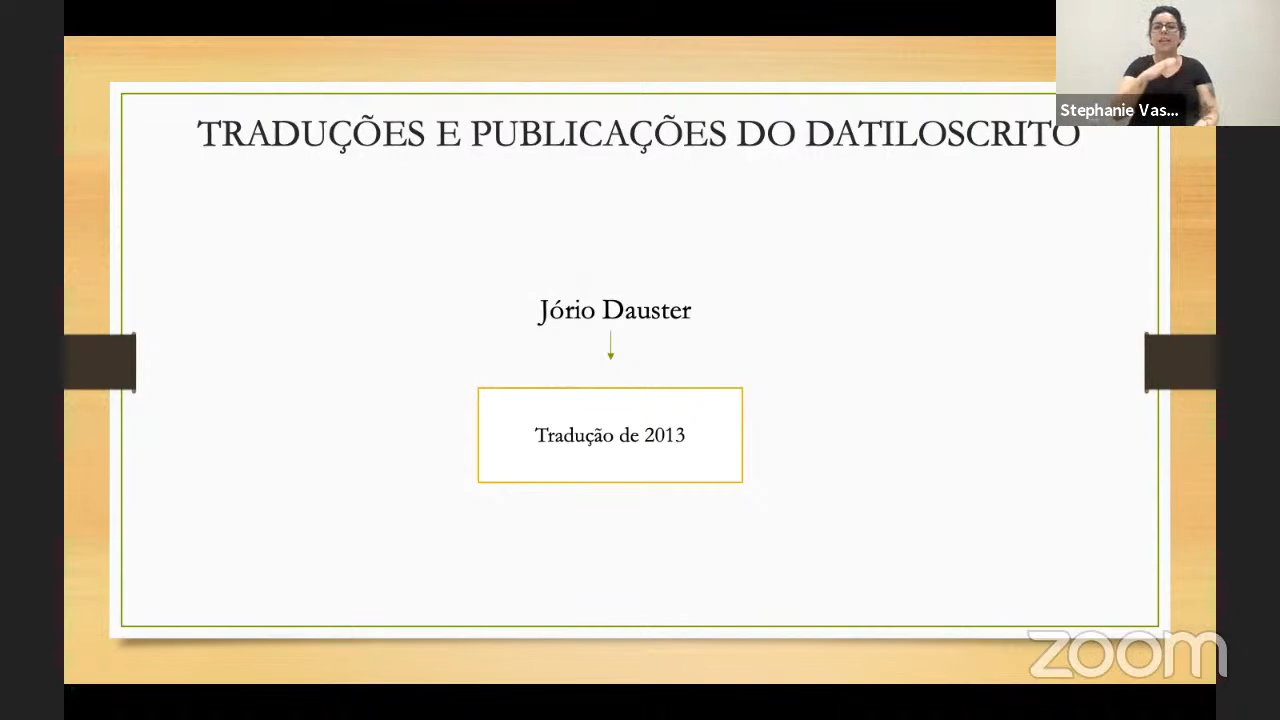 TRADUÇÕES E PUBLICAÇÕES DO DATILOSCRITO
Stephanie Vas...
Jório Dauster
Tradução de 2013
zoom